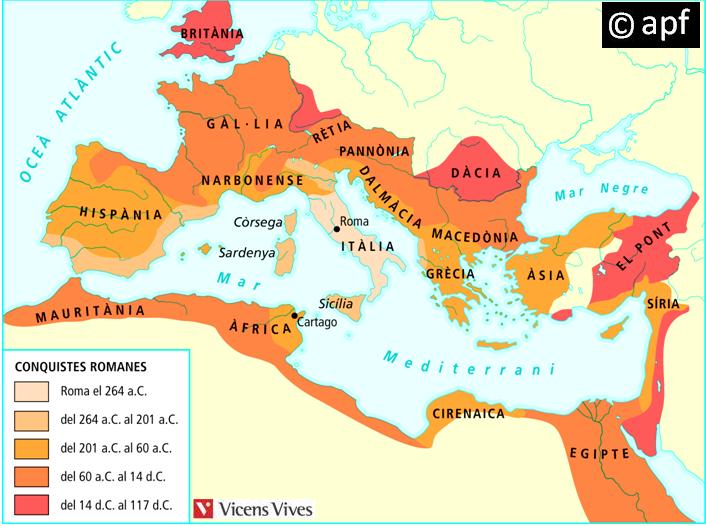 © apf
BRITÀNIA
OCEÀ ATLÀNTIC
GÀL·LIA
RÈTIA
PANNÒNIA
DÀCIA
Mar Negre
NARBONENSE
DALMÀCIA
HISPÀNIA
Còrsega
Roma
ITÀLIA
MACEDÒNIA
EL PONT
Sardenya
GRÈCIA
ÀSIA
Mar
Sicília
SÍRIA
MAURITÀNIA
ÀFRICA
Cartago
Mediterrani
CIRENAICA
EGIPTE
CONQUISTES ROMANES
Roma el 264 a.C.
del 264 a.C. al 201 a.C.
del 201 a.C. al 60 a.C.
del 60 a.C. al 14 d.C.
del 14 d.C. al 117 d.C.
Vicens Vives